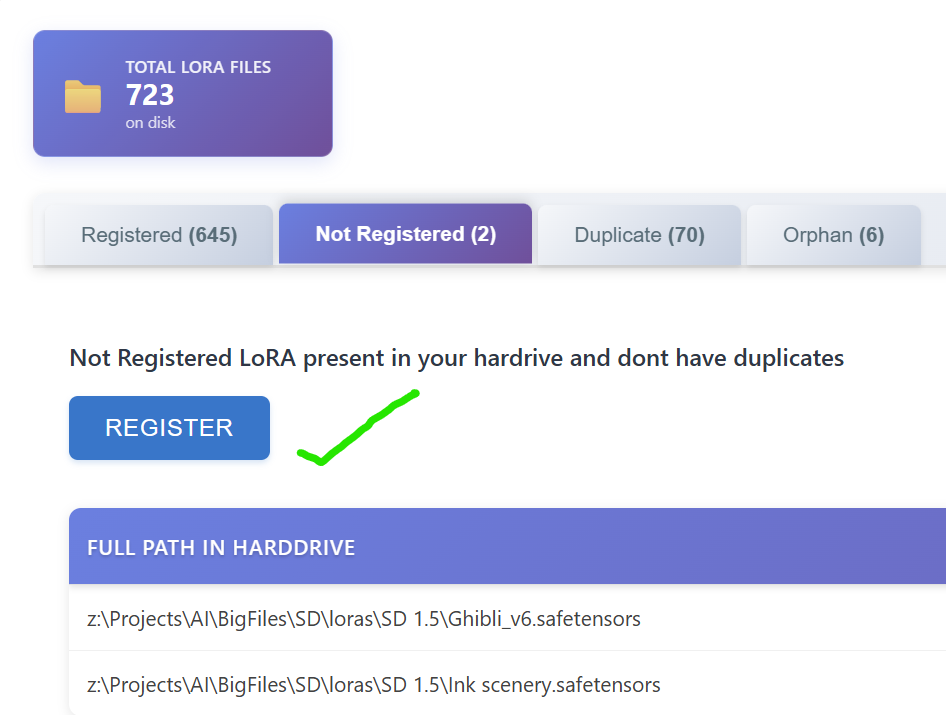 TOTAL LORA FILES
723
on disk
Registered (645)
Not Registered (2)
Duplicate (70)
Orphan (6)
Not Registered LoRA present in your hardrive and dont have duplicates
REGISTER
FULL PATH IN HARDDRIVE
z:\Projects\AI\BigFiles\SD\loras\SD 1.5\Ghibli_v6.safetensors
z:\Projects\AI\BigFiles\SD\loras\SD 1.5\Ink scenery.safetensors